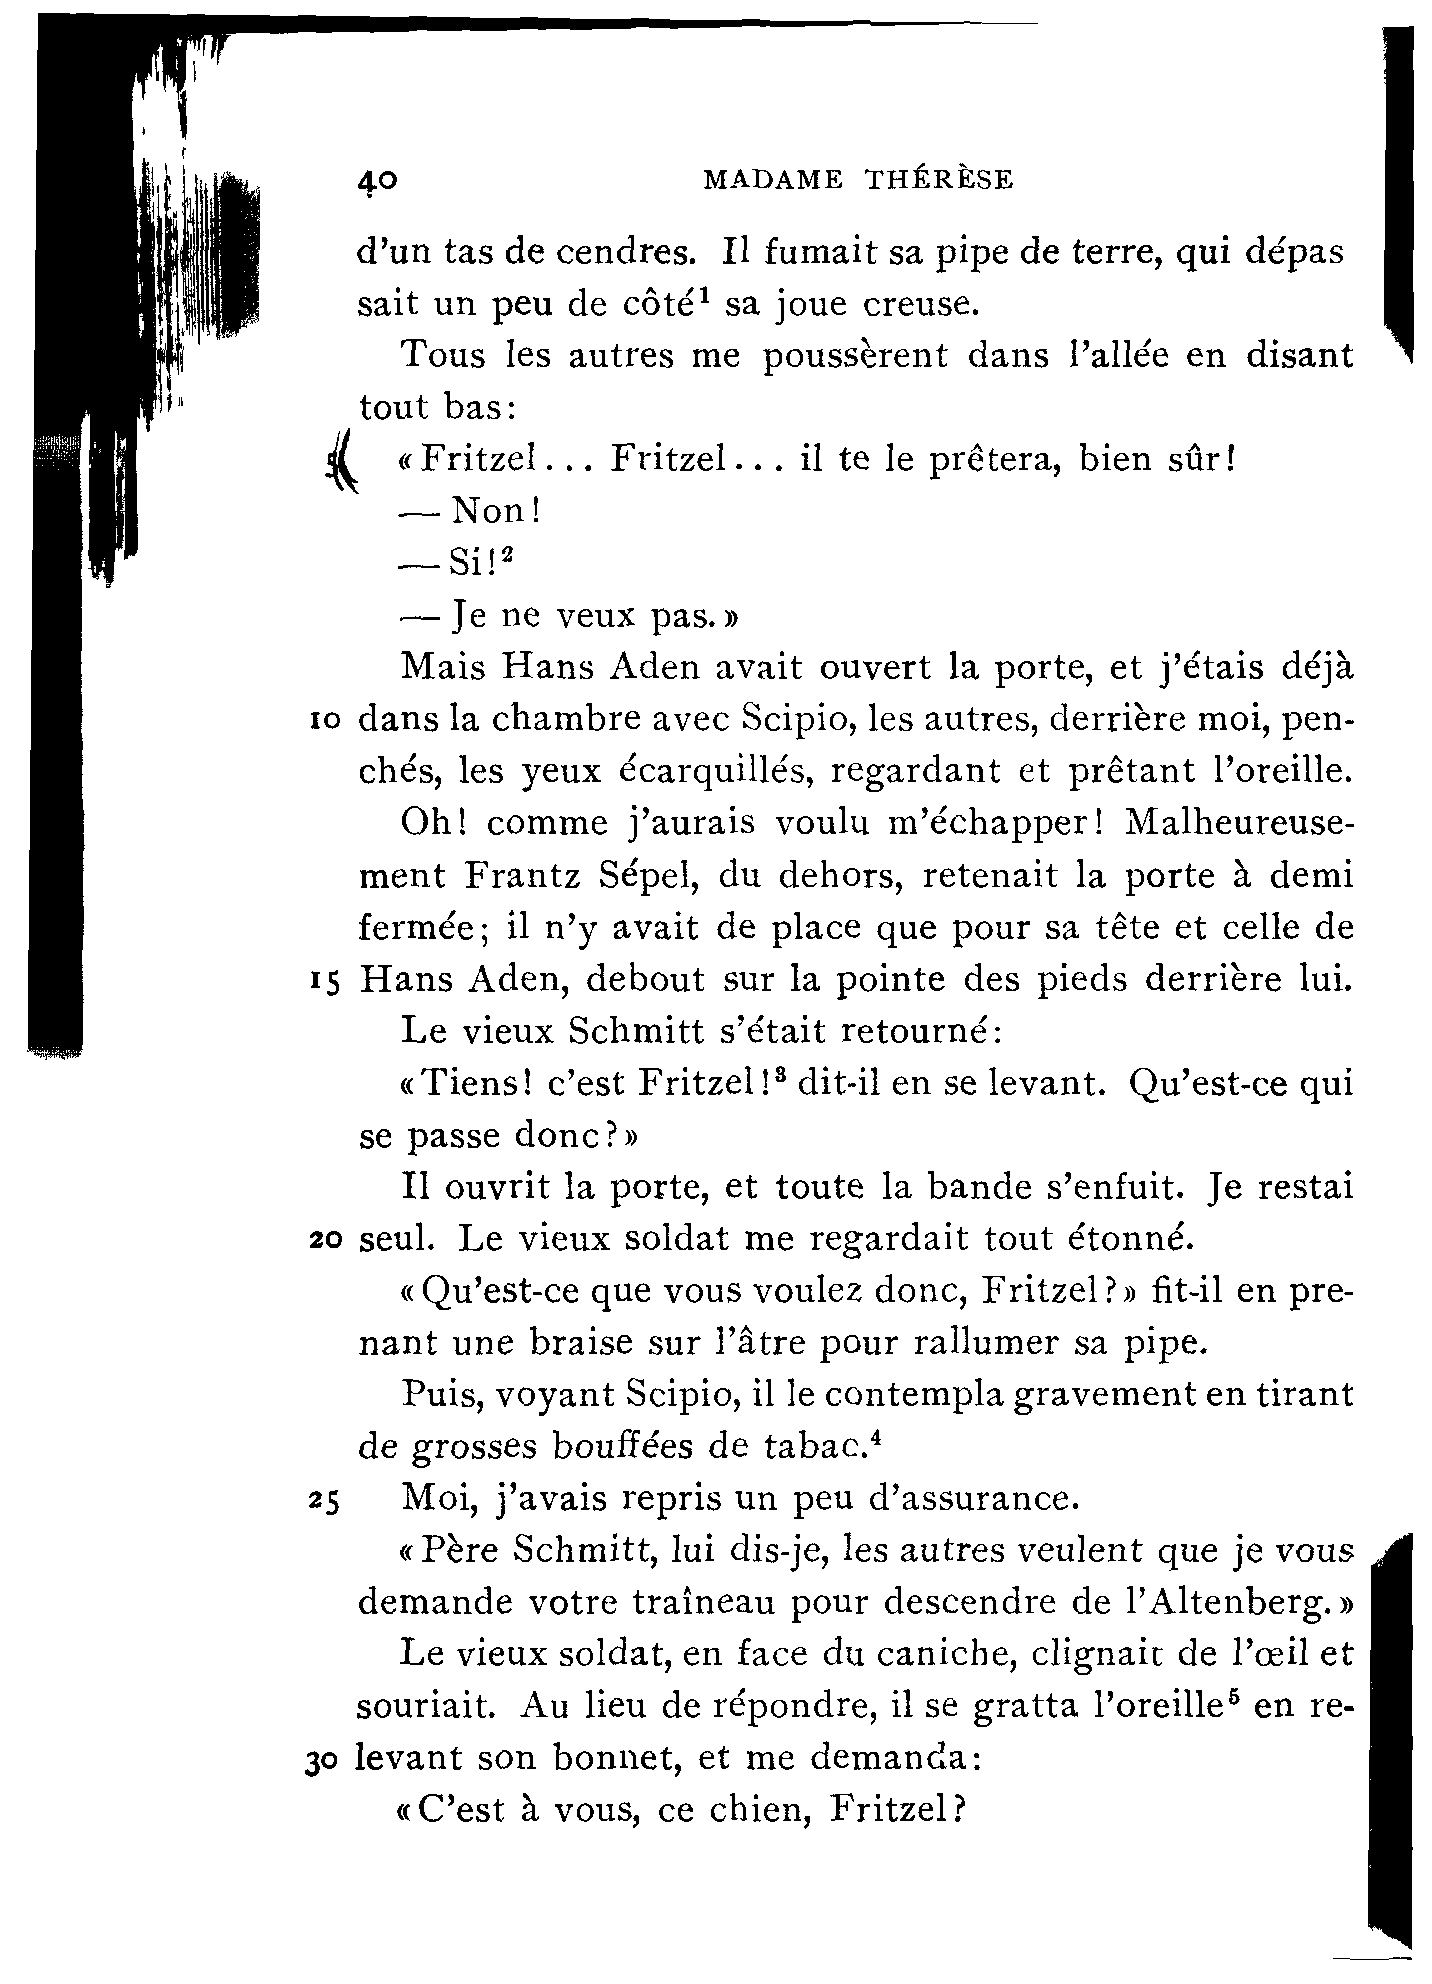 40 MADAME THÉRÈSE
d'un tas de cendres. Il fumait sa pipe de terre, qui dépas
sait un peu de côté¹ sa joue creuse.
Tous les autres me poussèrent dans l'allée en disant
tout bas:
5 «Fritzel... Fritzel... il te le prêtera, bien sûr!
— Non!
— Si!²
— Je ne veux pas.»
Mais Hans Aden avait ouvert la porte, et j'étais déjà
10 dans la chambre avec Scipio, les autres, derrière moi, pen-
chés, les yeux écarquillés, regardant et prêtant l'oreille.
Oh! comme j'aurais voulu m'échapper! Malheureuse-
ment Frantz Sépel, du dehors, retenait la porte à demi
fermée; il n'y avait de place que pour sa tête et celle de
15 Hans Aden, debout sur la pointe des pieds derrière lui.
Le vieux Schmitt s'était retourné:
«Tiens! c'est Fritzel!³ dit-il en se levant. Qu'est-ce qui
se passe donc?»
Il ouvrit la porte, et toute la bande s'enfuit. Je restai
20 seul. Le vieux soldat me regardait tout étonné.
«Qu'est-ce que vous voulez donc, Fritzel?» fit-il en pre-
nant une braise sur l'âtre pour rallumer sa pipe.
Puis, voyant Scipio, il le contempla gravement en tirant
de grosses bouffées de tabac.⁴
25 Moi, j'avais repris un peu d'assurance.
«Père Schmitt, lui dis-je, les autres veulent que je vous
demande votre traîneau pour descendre de l'Altenberg.»
Le vieux soldat, en face du caniche, clignait de l'œil et
souriait. Au lieu de répondre, il se gratta l'oreille⁵ en re-
30 levant son bonnet, et me demanda:
«C'est à vous, ce chien, Fritzel?